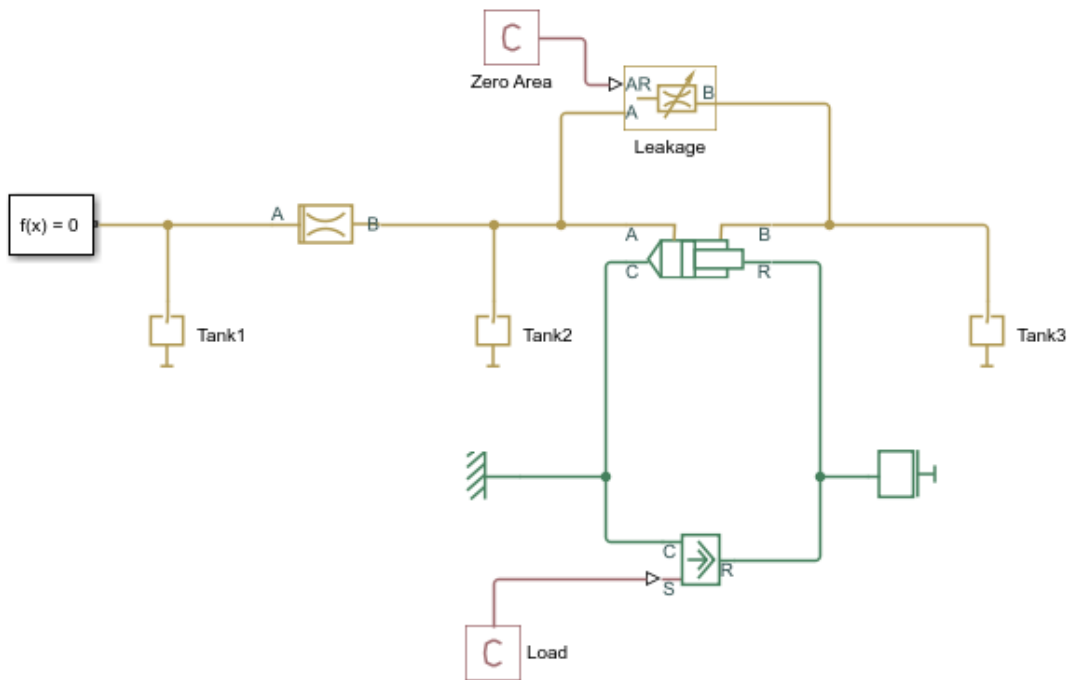 C
Zero Area
AR
B
A
Leakage
f(x) = 0
A
B
A
B
C
R
Tank1
Tank2
Tank3
C
R
S
C
Load